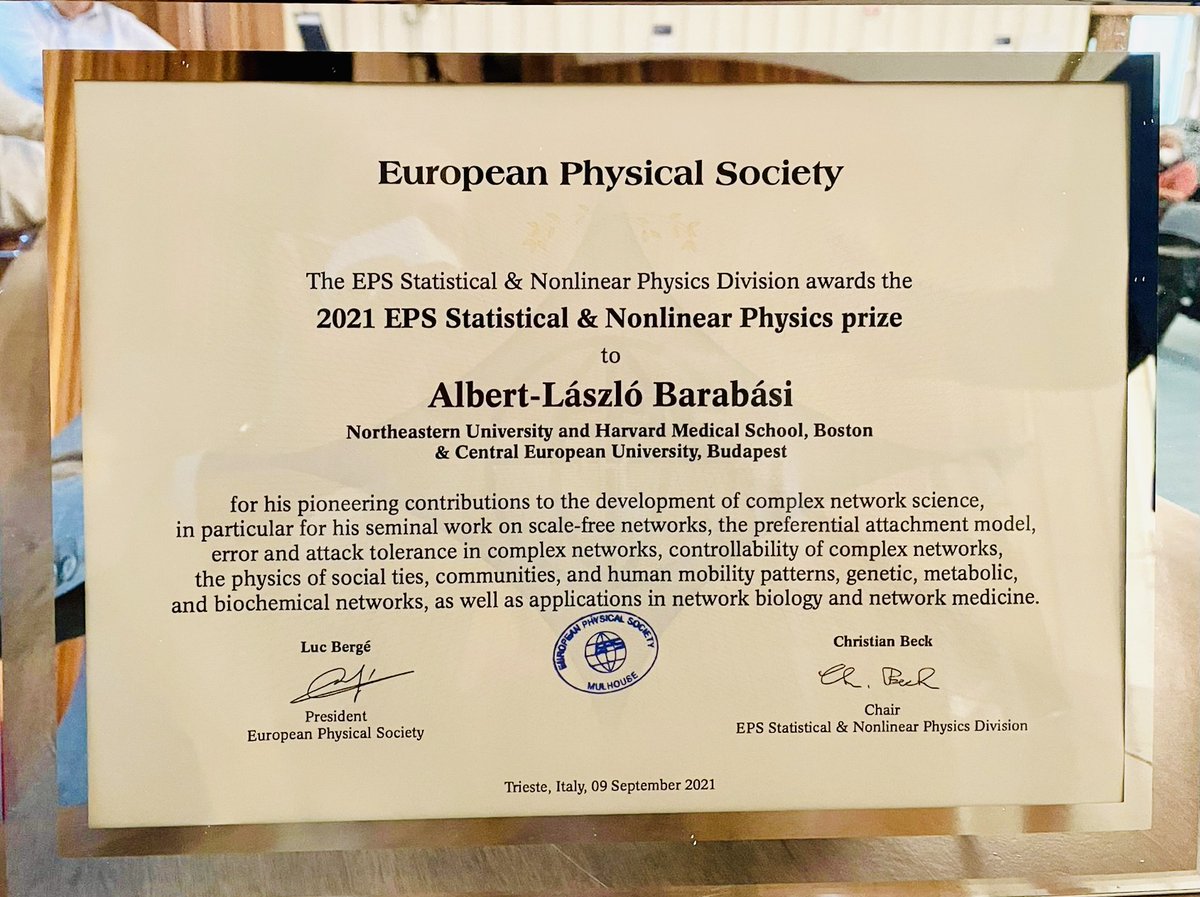 European Physical Society
The EPS Statistical & Nonlinear Physics Division awards the
2021 EPS Statistical & Nonlinear Physics prize
to
Albert-László Barabási
Northeastern University and Harvard Medical School, Boston
& Central European University, Budapest
for his pioneering contributions to the development of complex network science,
in particular for his seminal work on scale-free networks, the preferential attachment model,
error and attack tolerance in complex networks, controllability of complex networks,
the physics of social ties, communities, and human mobility patterns, genetic, metabolic,
and biochemical networks, as well as applications in network biology and network medicine.
Luc Bergé
President
European Physical Society
EUROPEAN PHYSICAL SOCIETY
EPS
MULHOUSE
Christian Beck
Ch. Beck
Chair
EPS Statistical & Nonlinear Physics Division
Trieste, Italy, 09 September 2021